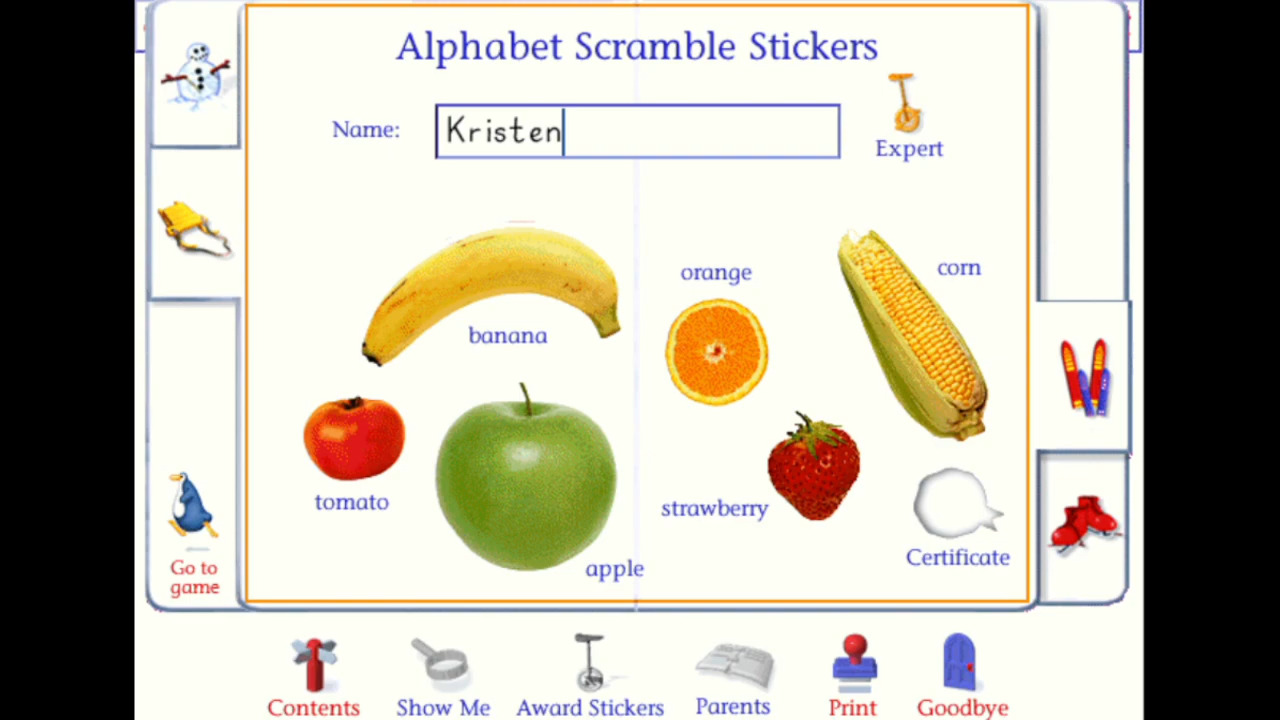 Alphabet Scramble Stickers
Name: Kristen
Expert
orange
corn
banana
tomato
strawberry
apple
Certificate
Go to
game
Contents
Show Me
Award Stickers
Parents
Print
Goodbye